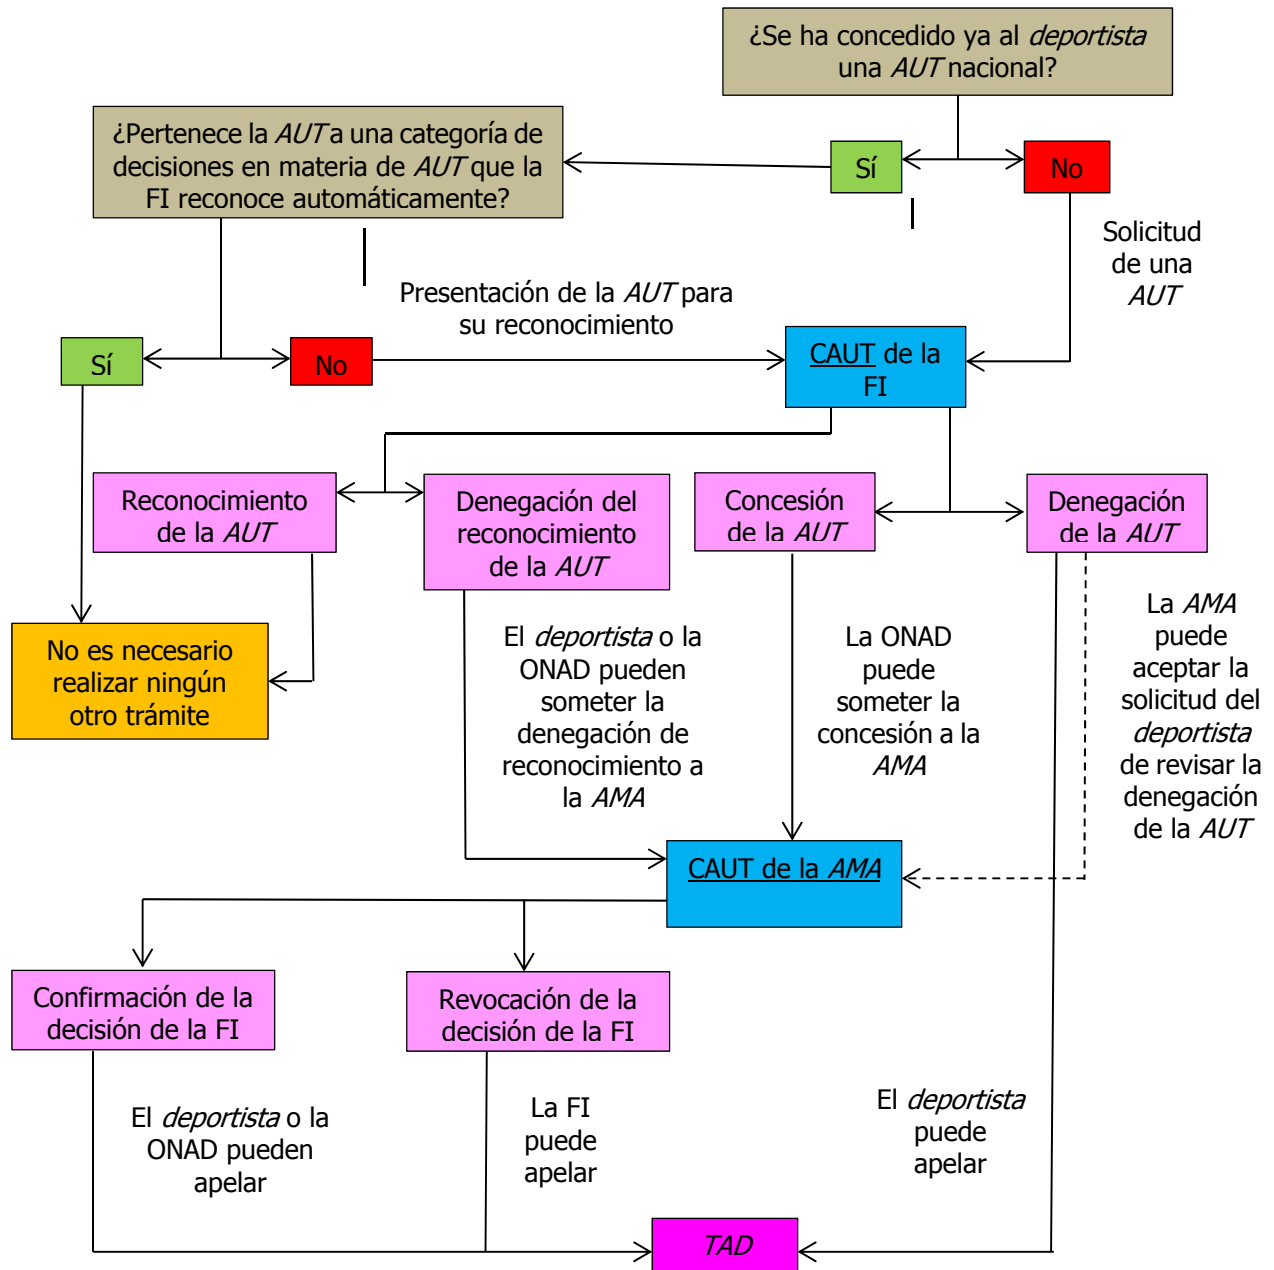 ¿Se ha concedido ya al deportista
una AUT nacional?
¿Pertenece la AUT a una categoría de
decisiones en materia de AUT que la
FI reconoce automáticamente?
Sí
No
Solicitud
de una
AUT
Presentación de la AUT para
su reconocimiento
Sí
No
CAUT de la
FI
Reconocimiento
de la AUT
Denegación del
reconocimiento
de la AUT
Concesión
de la AUT
Denegación
de la AUT
No es necesario
realizar ningún
otro trámite
El deportista o la
ONAD pueden
someter la
denegación de
reconocimiento a
la AMA
La ONAD
puede
someter la
concesión a la
AMA
La AMA
puede
aceptar la
solicitud del
deportista
de revisar la
denegación
de la AUT
CAUT de la AMA
Confirmación de la
decisión de la FI
Revocación de la
decisión de la FI
El deportista o la
ONAD pueden
apelar
La FI
puede
apelar
El deportista
puede
apelar
TAD